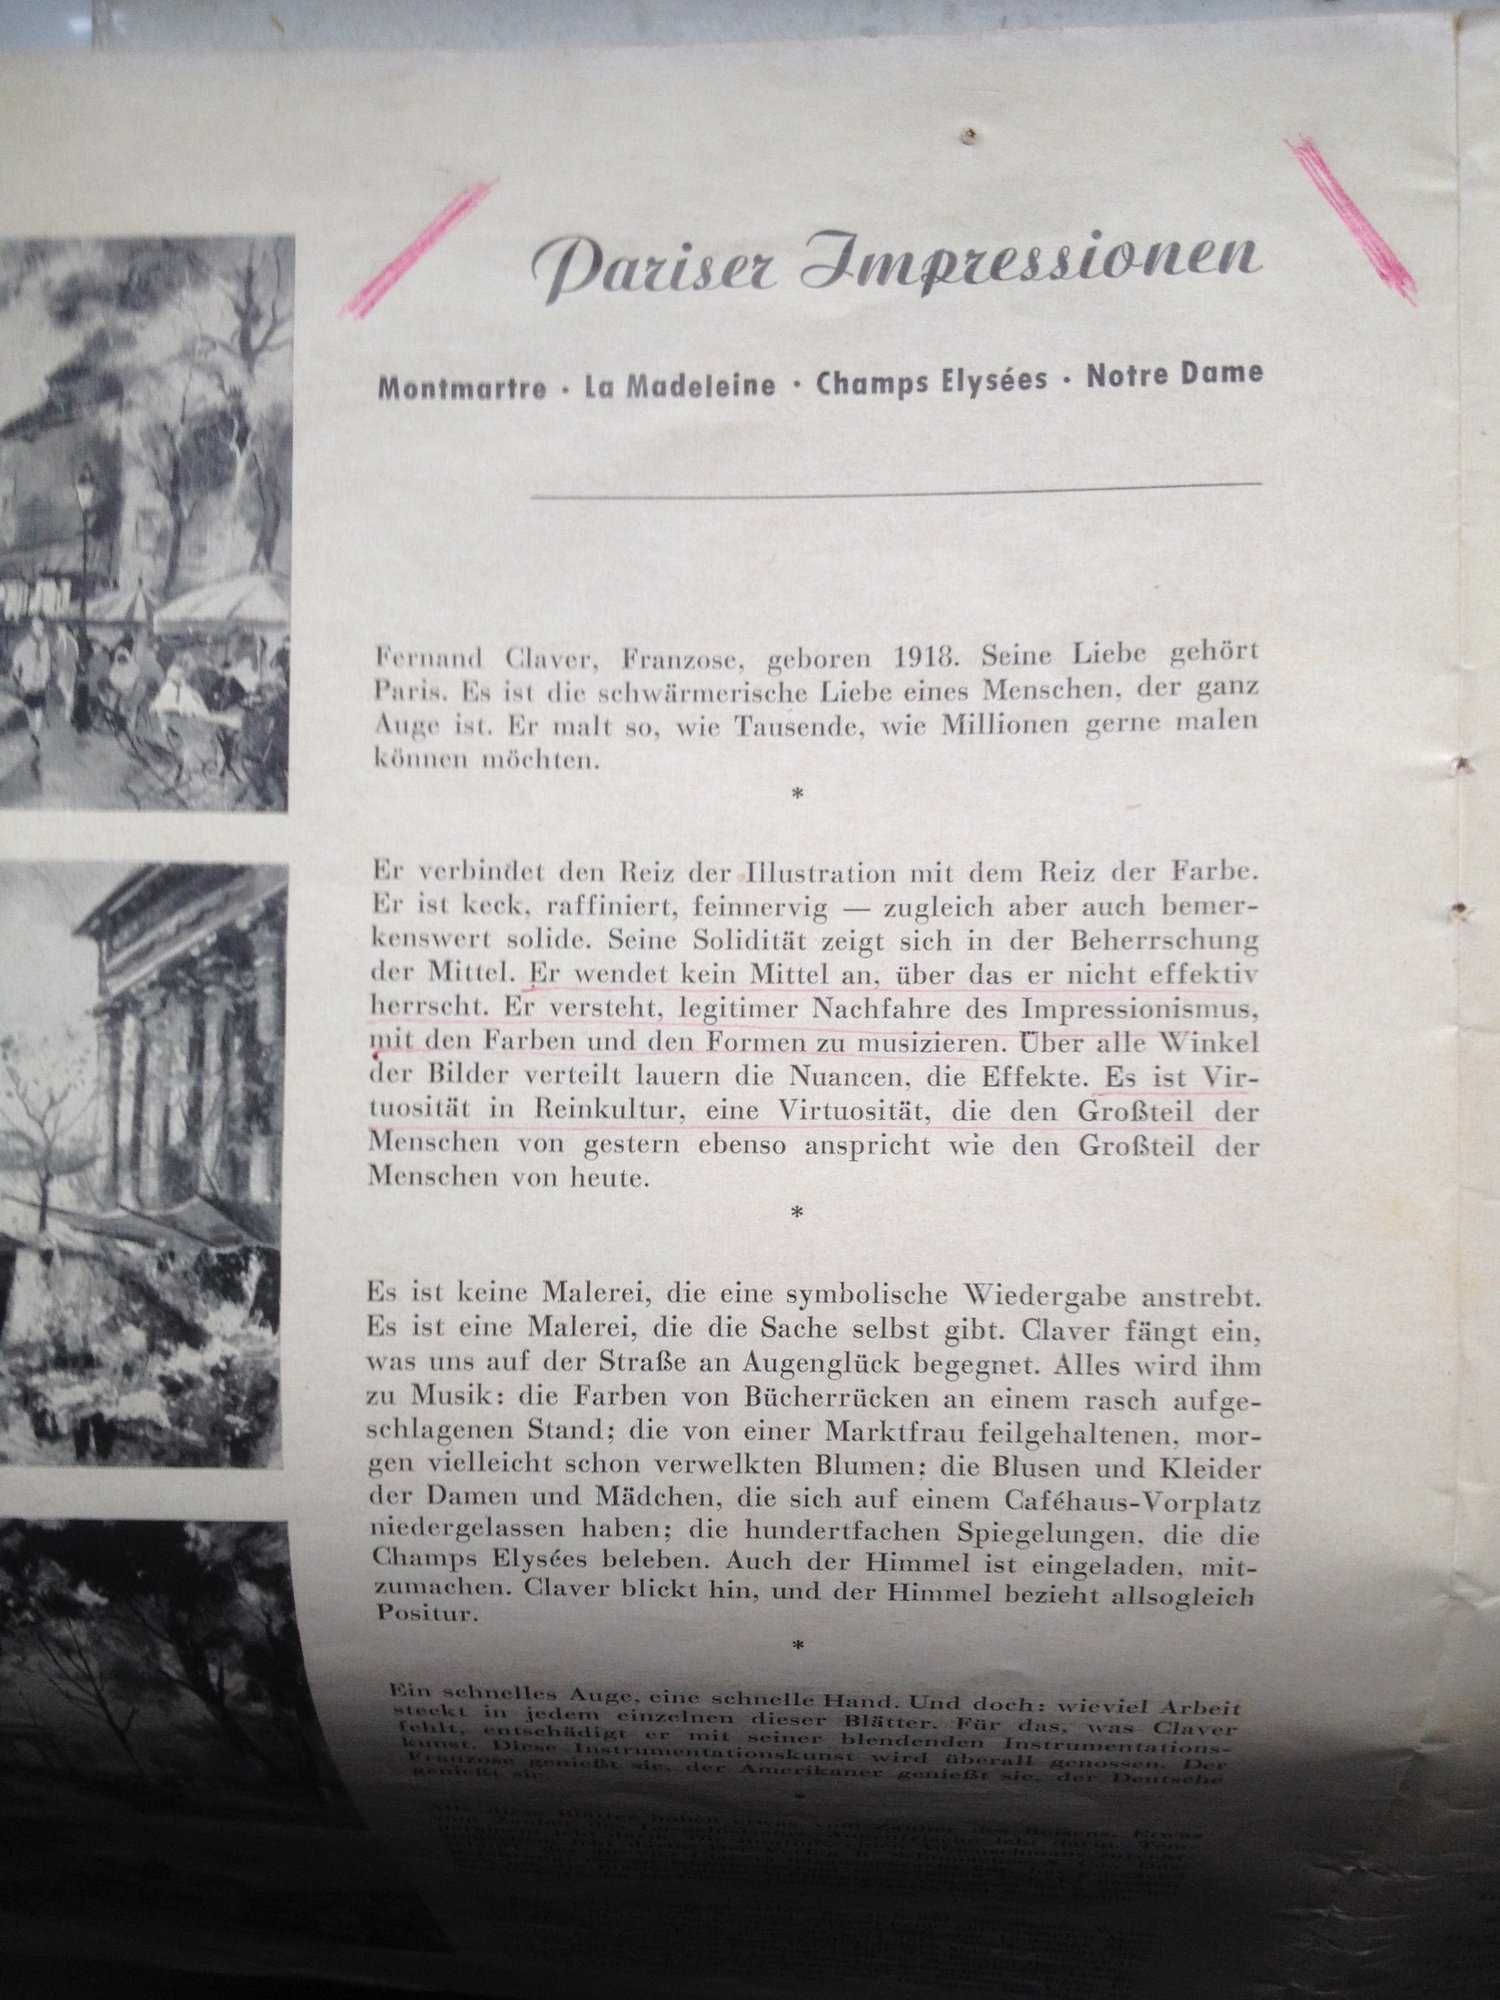 Pariser Impressionen
Montmartre · La Madeleine · Champs Elysées · Notre Dame
Fernand Claver, Franzose, geboren 1918. Seine Liebe gehört
Paris. Es ist die schwärmerische Liebe eines Menschen, der ganz
Auge ist. Er malt so, wie Tausende, wie Millionen gerne malen
können möchten.
*
Er verbindet den Reiz der Illustration mit dem Reiz der Farbe.
Er ist keck, raffiniert, feinnervig — zugleich aber auch bemer-
kenswert solide. Seine Solidität zeigt sich in der Beherrschung
der Mittel. Er wendet kein Mittel an, über das er nicht effektiv
herrscht. Er versteht, legitimer Nachfahre des Impressionismus,
mit den Farben und den Formen zu musizieren. Über alle Winkel
der Bilder verteilt lauern die Nuancen, die Effekte. Es ist Vir-
tuosität in Reinkultur, eine Virtuosität, die den Großteil der
Menschen von gestern ebenso anspricht wie den Großteil der
Menschen von heute.
*
Es ist keine Malerei, die eine symbolische Wiedergabe anstrebt.
Es ist eine Malerei, die die Sache selbst gibt. Claver fängt ein,
was uns auf der Straße an Augenglück begegnet. Alles wird ihm
zu Musik: die Farben von Bücherrücken an einem rasch aufge-
schlagenen Stand; die von einer Marktfrau feilgehaltenen, mor-
gen vielleicht schon verwelkten Blumen; die Blusen und Kleider
der Damen und Mädchen, die sich auf einem Caféhaus-Vorplatz
niedergelassen haben; die hundertfachen Spiegelungen, die die
Champs Elysées beleben. Auch der Himmel ist eingeladen, mit-
zumachen. Claver blickt hin, und der Himmel bezieht allsogleich
Positur.
*
Ein schnelles Auge, eine schnelle Hand. Und doch: wieviel Arbeit
steckt in jedem einzelnen dieser Blätter. Für das, was Claver
fehlt, entschädigt er mit seiner blendenden Instrumentations-
kunst. Diese Instrumentationskunst wird überall genossen. Der
Franzose genießt sie, der Amerikaner genießt sie, der Deutsche
genießt sie.